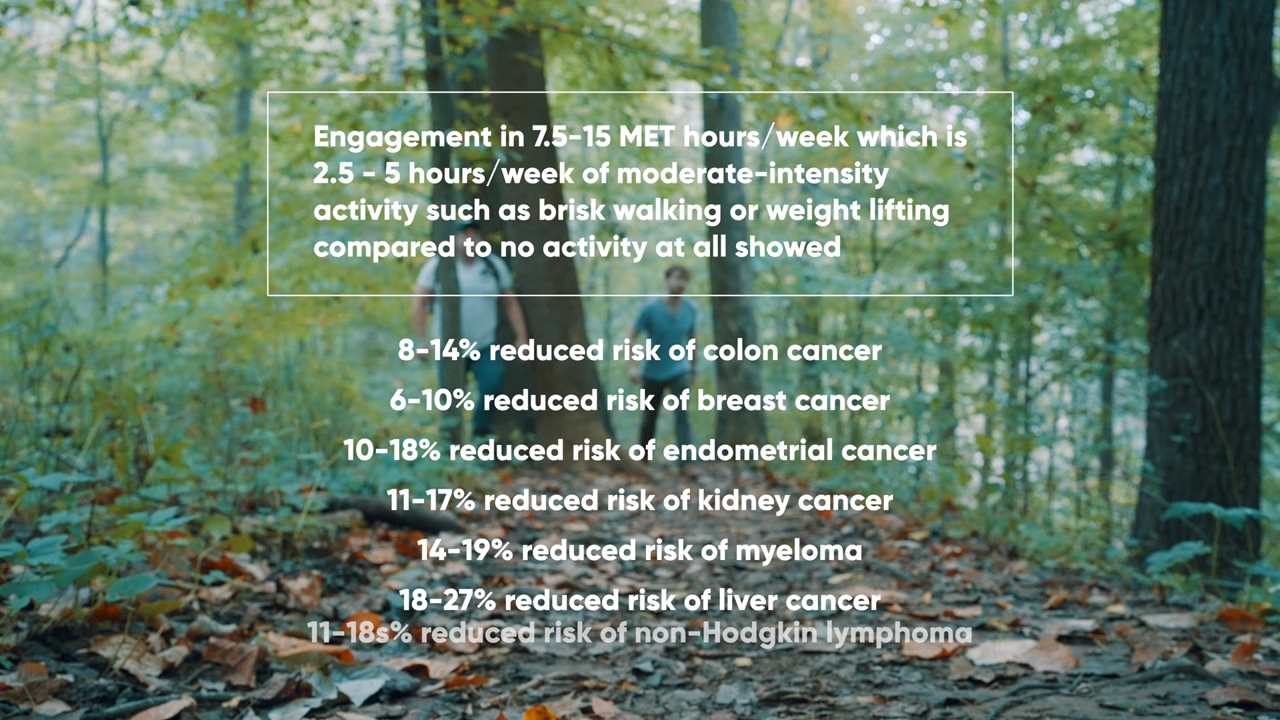 Engagement in 7.5-15 MET hours/week which is
2.5 - 5 hours/week of moderate-intensity
activity such as brisk walking or weight lifting
compared to no activity at all showed
8-14% reduced risk of colon cancer
6-10% reduced risk of breast cancer
10-18% reduced risk of endometrial cancer
11-17% reduced risk of kidney cancer
14-19% reduced risk of myeloma
18-27% reduced risk of liver cancer
11-18s% reduced risk of non-Hodgkin lymphoma